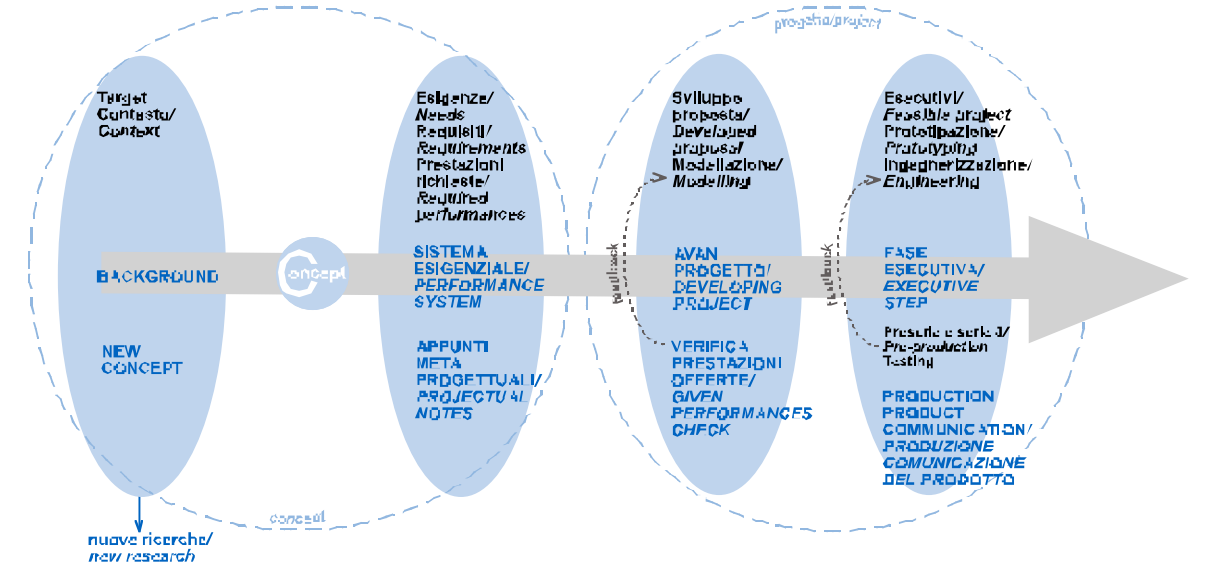 progetto/project
Target
Contesto/
Context
Esigenze/
Needs
Requisiti/
Requirements
Prestazioni
richieste/
Required
performances
Sviluppo
proposta/
Developed
proposal
Modellazione/
Modelling
Esecutivi/
Feasible project
Prototipazione/
Prototyping
Ingegnerizzazione/
Engineering
BACKGROUND
Concept
SISTEMA
ESIGENZIALE/
PERFORMANCE
SYSTEM
feedback
AVAN
PROGETTO/
DEVELOPING
PROJECT
feedback
FASE
ESECUTIVA/
EXECUTIVE
STEP
NEW
CONCEPT
APPUNTI
META
PROGETTUALI/
PROJECTUAL
NOTES
VERIFICA
PRESTAZIONI
OFFERTE/
GIVEN
PERFORMANCES
CHECK
Preserie e serie
Pre-production
Testing
PRODUCTION
PRODUCT
COMMUNICATION/
PRODUZIONE
COMUNICAZIONE
DEL PRODOTTO
concept
nuove ricerche/
new research